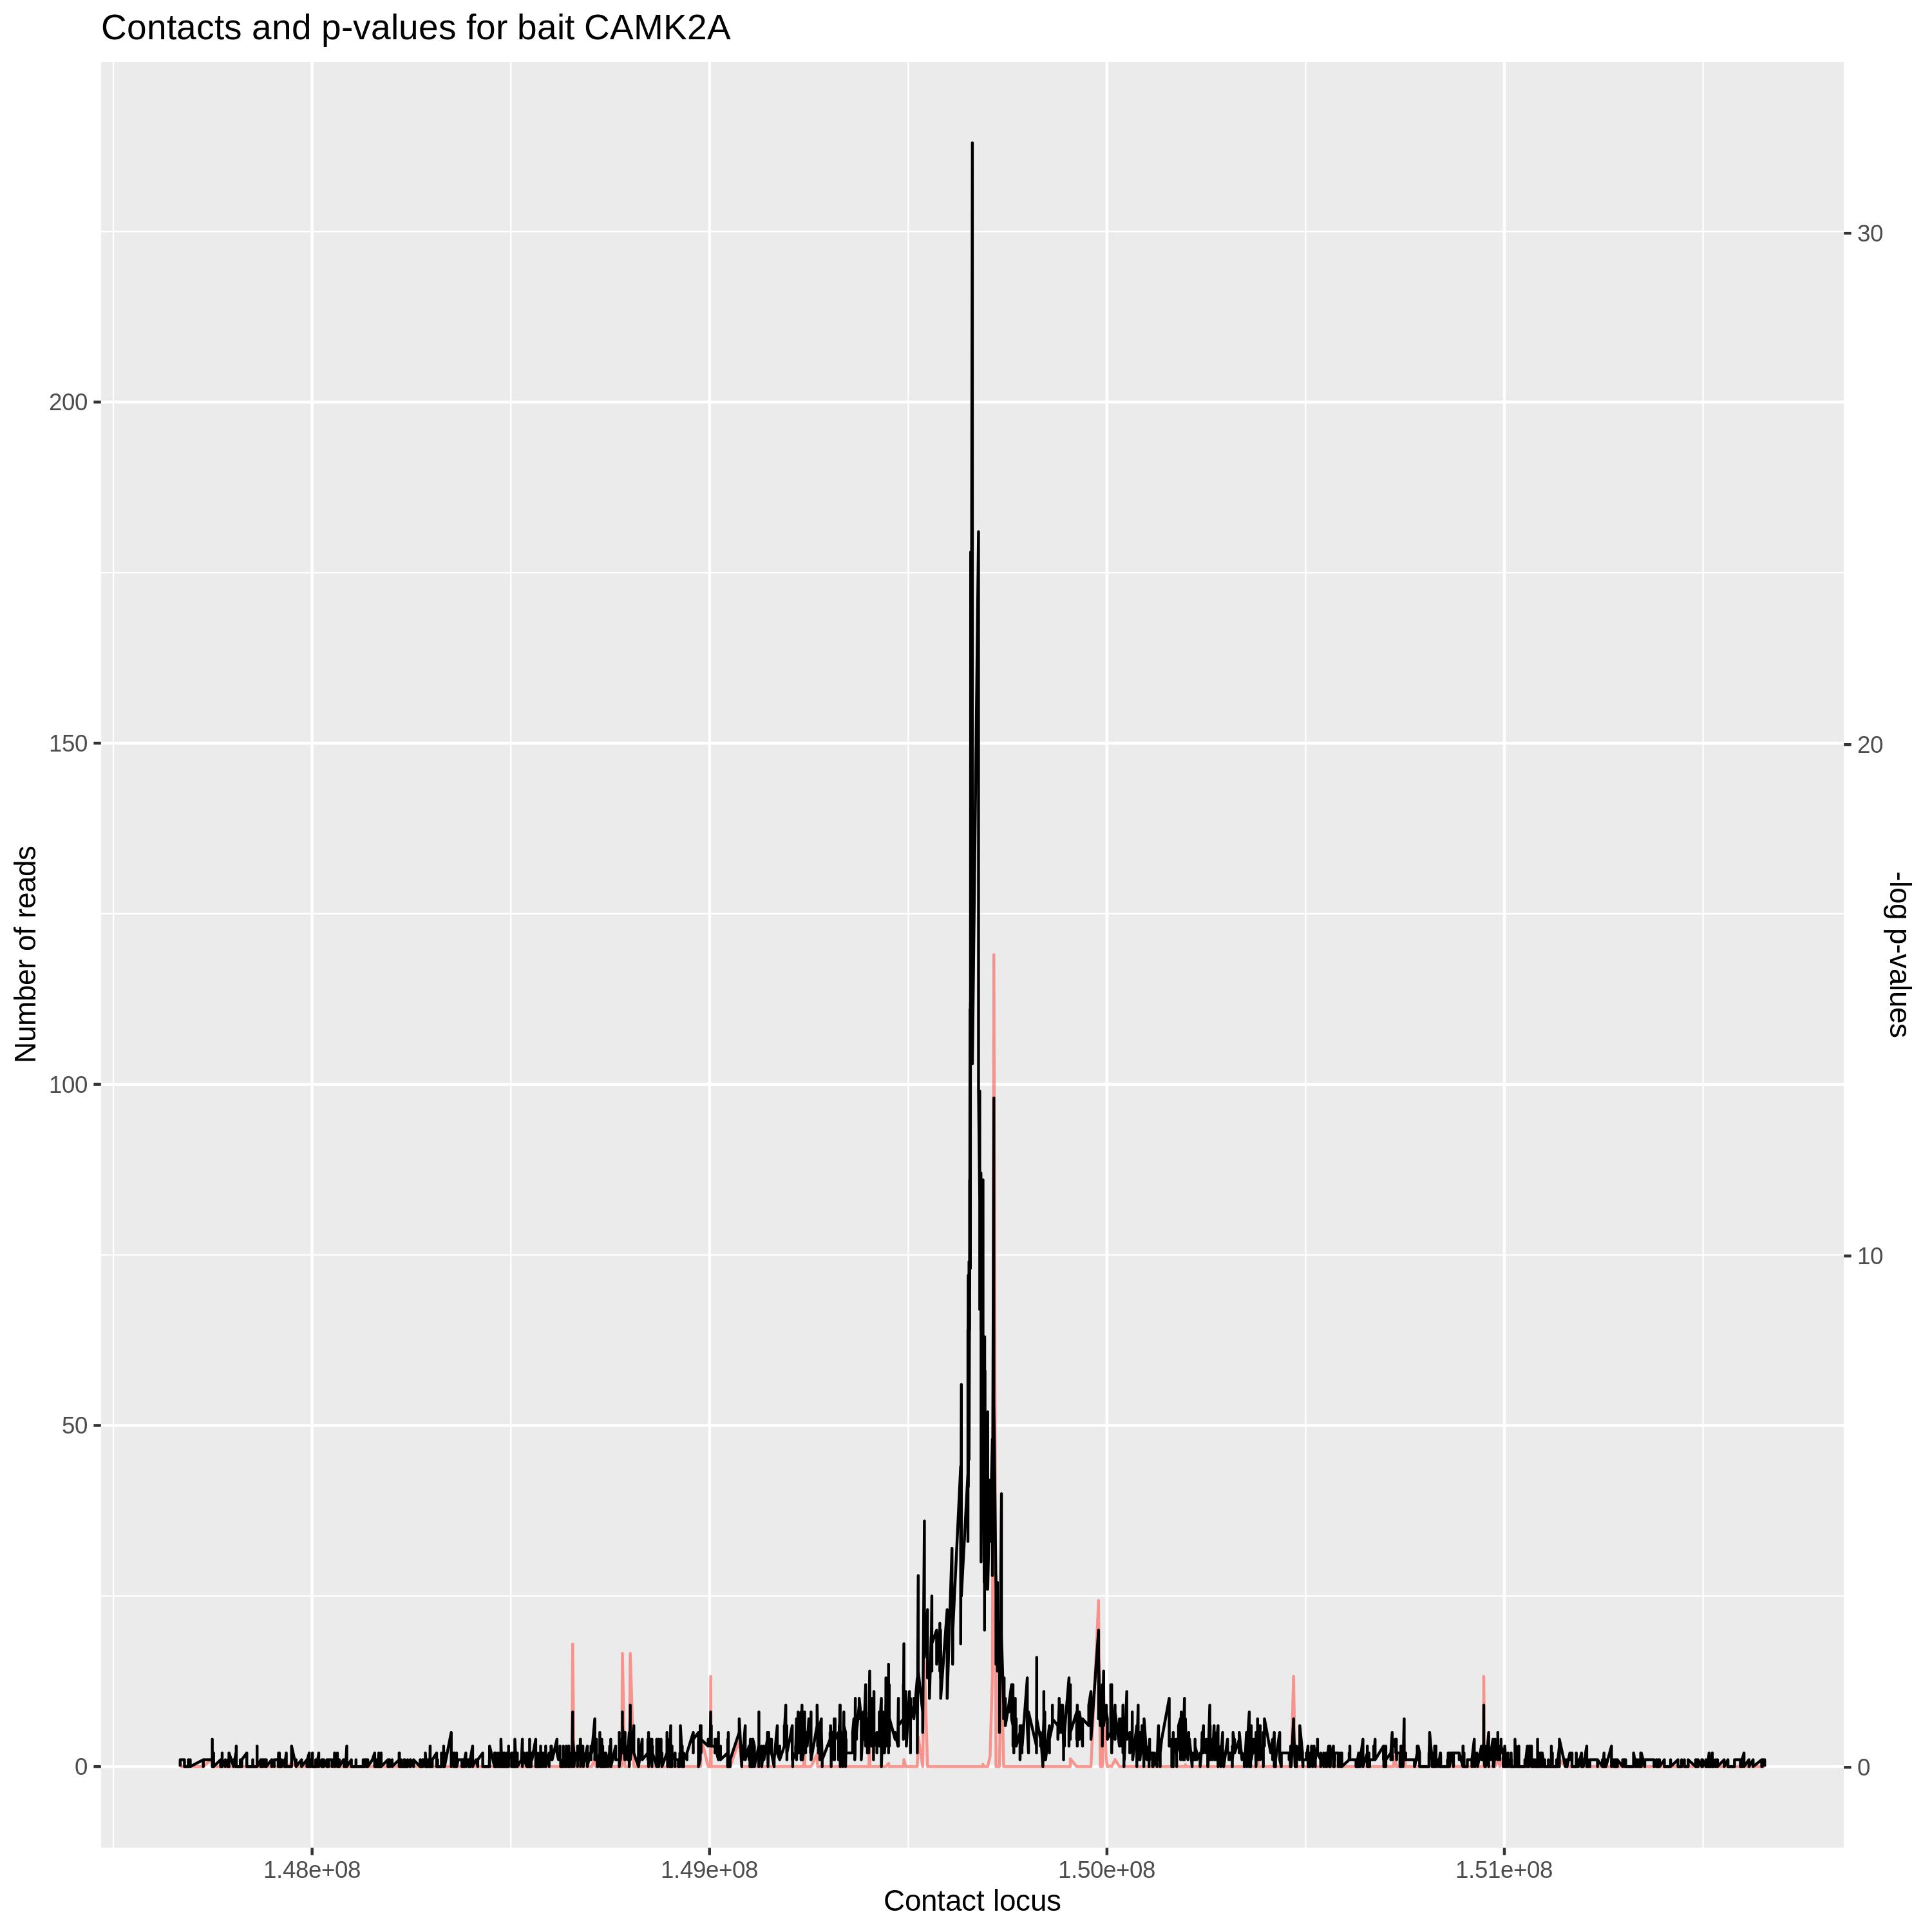 Contacts and p-values for bait CAMK2A
Number of reads
200
150
100
50
0
30
20
10
0
-log p-values
1.48e+08 1.49e+08 1.50e+08 1.51e+08
Contact locus